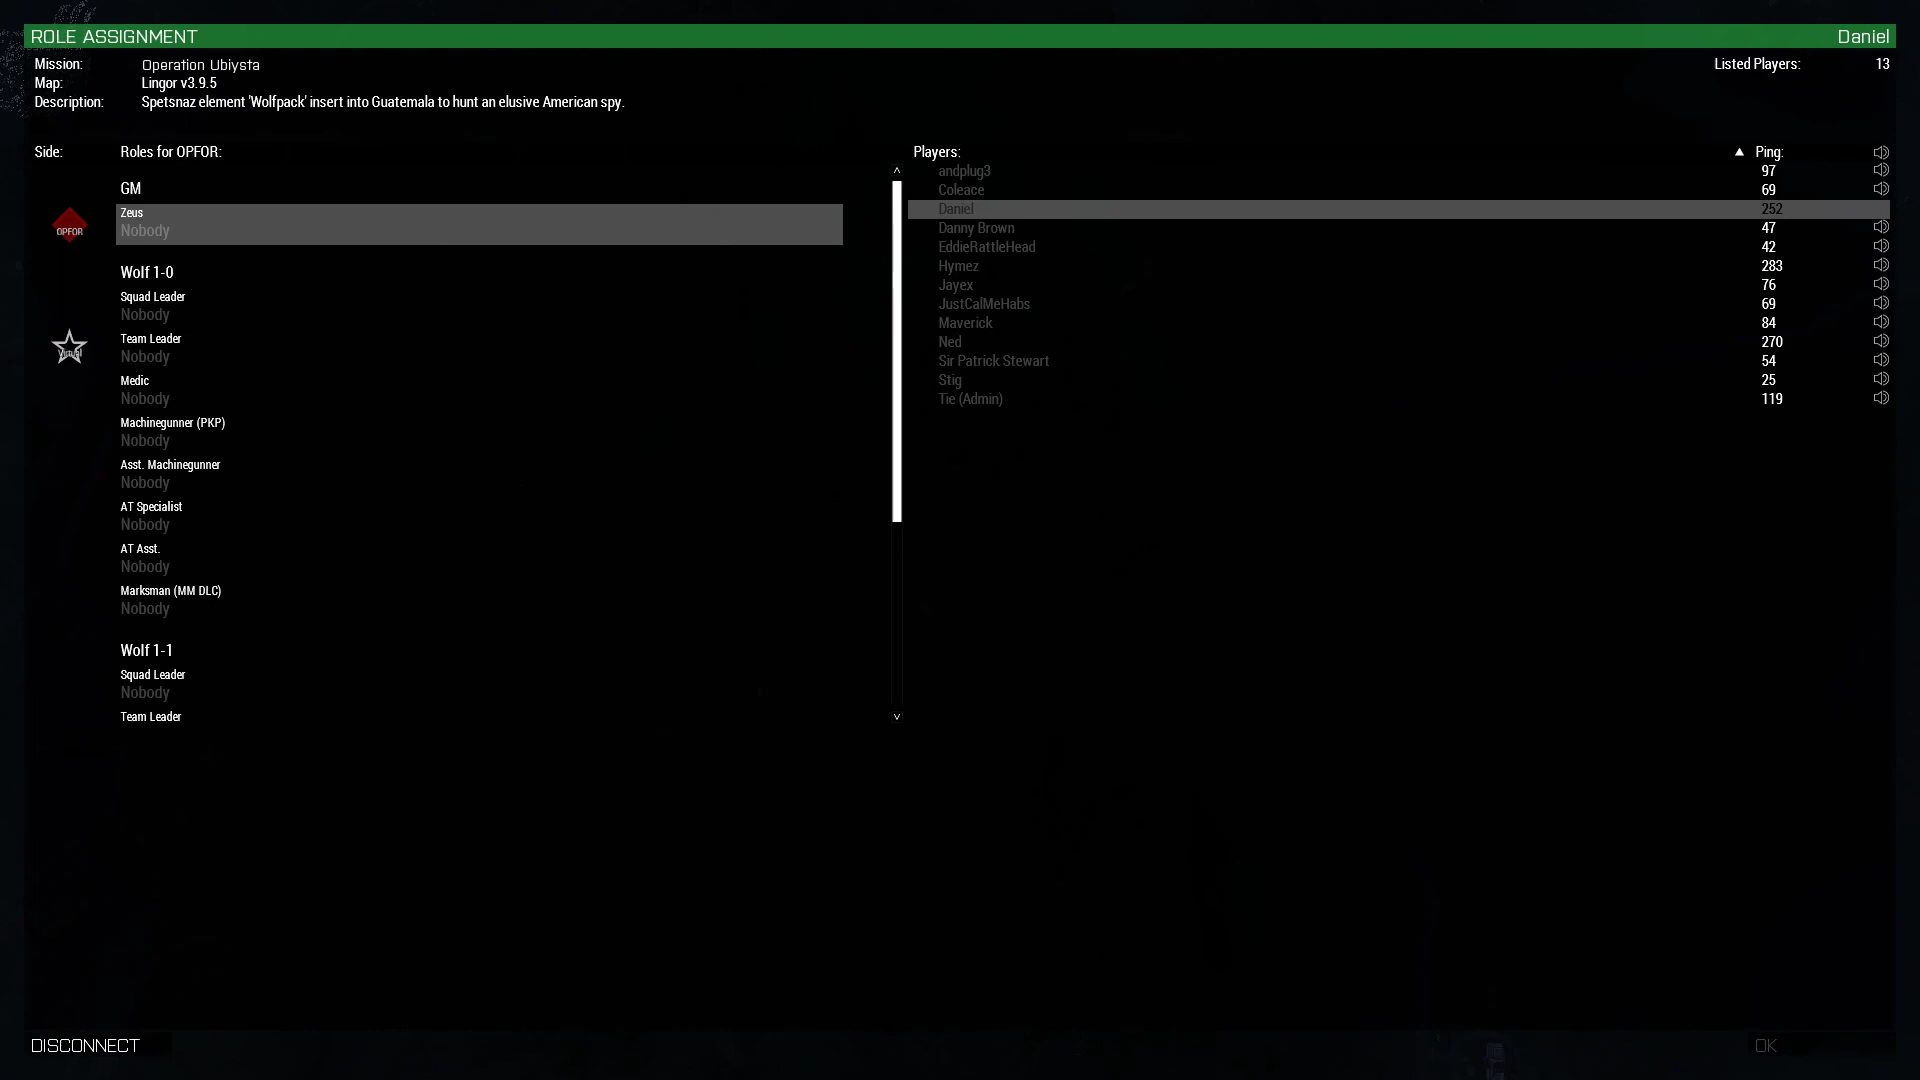 ROLE ASSIGNMENT Daniel
Mission: Operation Ubiysta Listed Players: 13
Map: Lingor v3.9.5
Description: Spetsnaz element 'Wolfpack' insert into Guatemala to hunt an elusive American spy.
Side: Roles for OPFOR:
OPFOR
Virtual
GM
Zeus
Nobody
Wolf 1-0
Squad Leader
Nobody
Team Leader
Nobody
Medic
Nobody
Machinegunner (PKP)
Nobody
Asst. Machinegunner
Nobody
AT Specialist
Nobody
AT Asst.
Nobody
Marksman (MM DLC)
Nobody
Wolf 1-1
Squad Leader
Nobody
Team Leader
Players: Ping:
andplug3 97
Coleace 69
Daniel 252
Danny Brown 47
EddieRattleHead 42
Hymez 283
Jayex 76
JustCalMeHabs 69
Maverick 84
Ned 270
Sir Patrick Stewart 54
Stig 25
Tie (Admin) 119
DISCONNECT OK